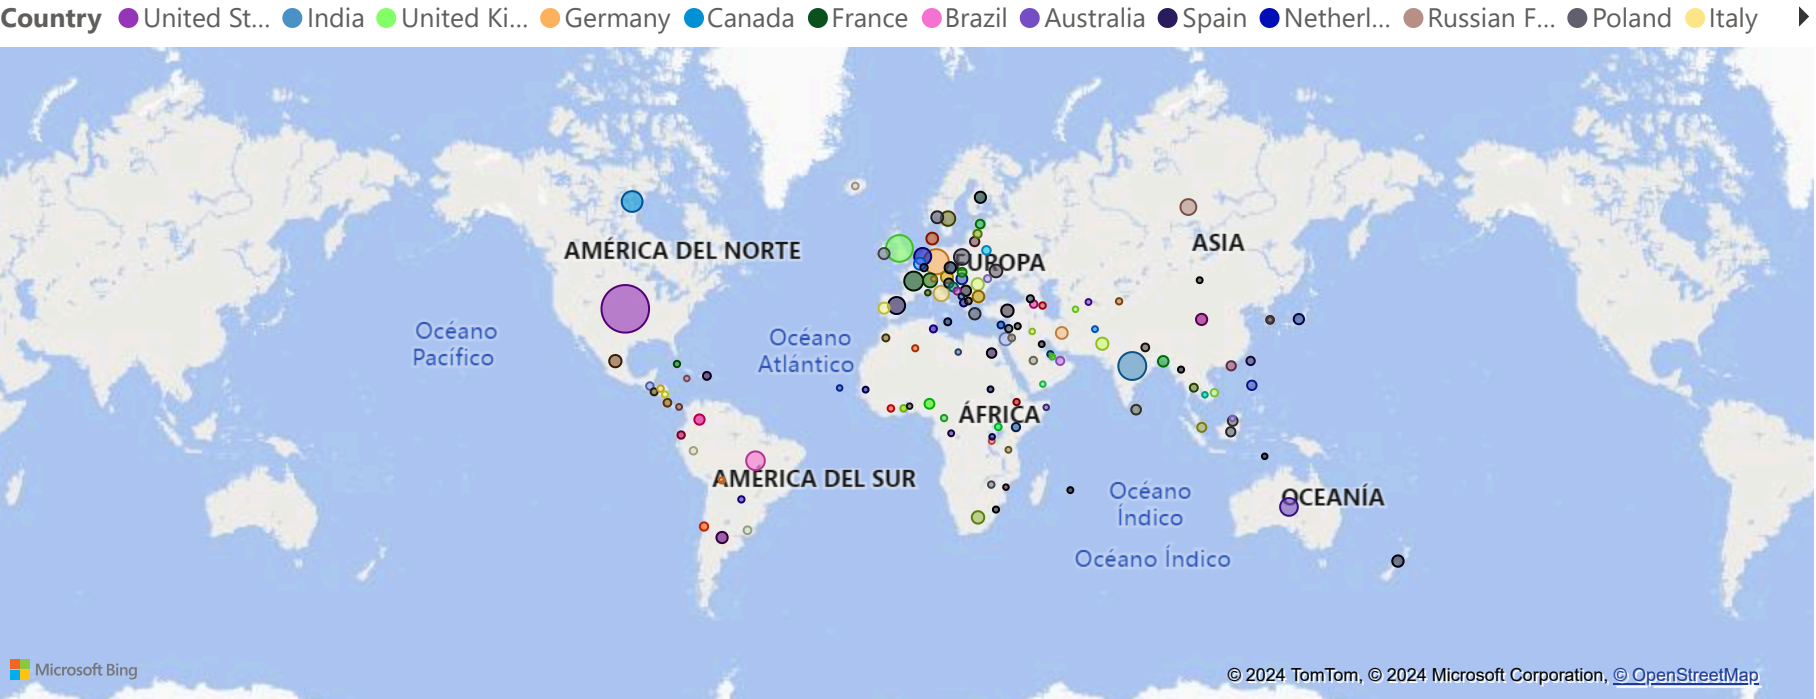 Country United St... India United Ki... Germany Canada France Brazil Australia Spain Netherl... Russian F... Poland Italy
ASIA
AMÉRICA DEL NORTE
EUROPA
Océano
Pacífico
Océano
Atlántico
ÁFRICA
AMÉRICA DEL SUR
Océano
Índico
OCEANÍA
Océano Índico
Microsoft Bing
© 2024 TomTom, © 2024 Microsoft Corporation, © OpenStreetMap